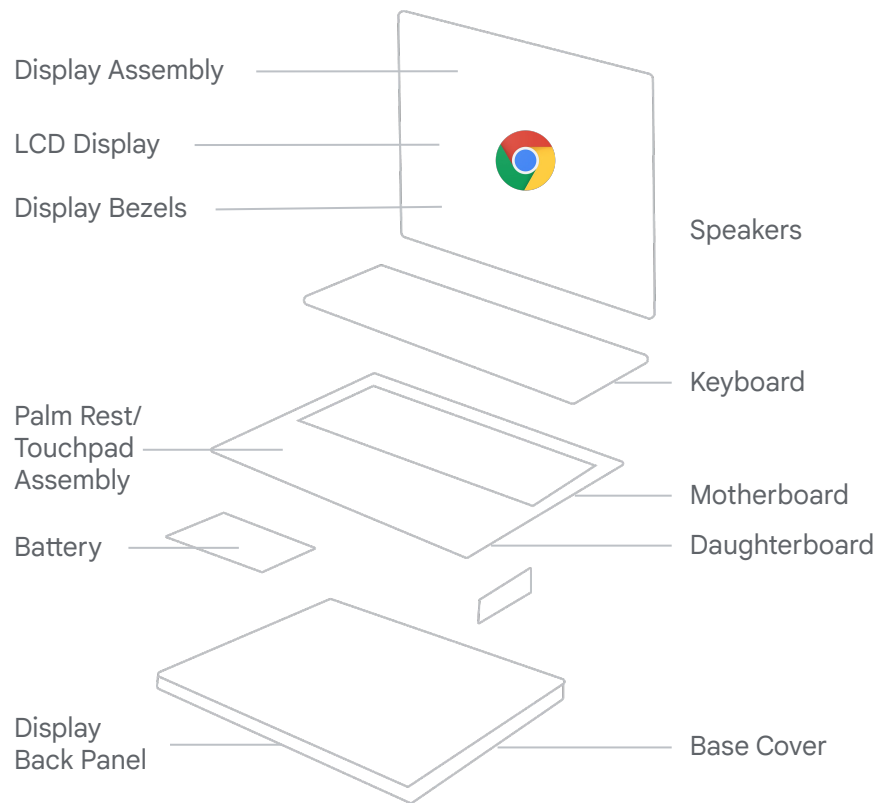 Display Assembly
LCD Display
Display Bezels
Speakers
Keyboard
Palm Rest/
Touchpad
Assembly
Motherboard
Battery
Daughterboard
Display
Back Panel
Base Cover